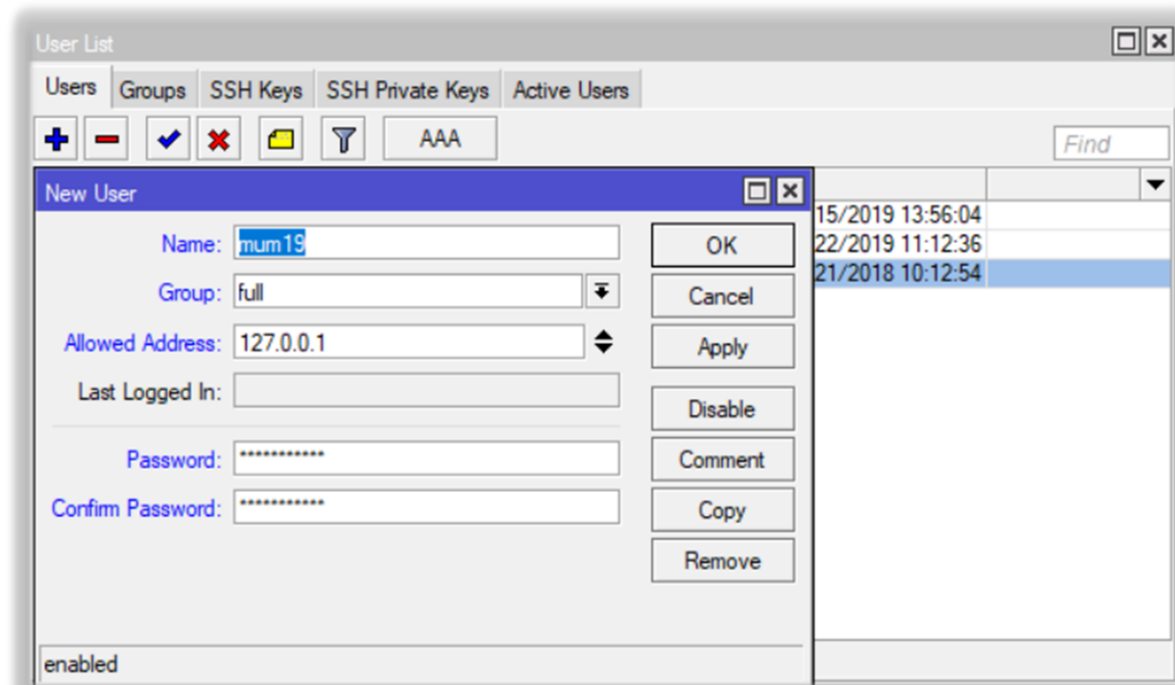 User List
Users Groups SSH Keys SSH Private Keys Active Users
AAA Find
New User
15/2019 13:56:04
22/2019 11:12:36
21/2018 10:12:54
Name: mum19
OK
Group: full
Cancel
Allowed Address: 127.0.0.1
Apply
Last Logged In:
Disable
Password: ***********
Comment
Confirm Password: ***********
Copy
Remove
enabled